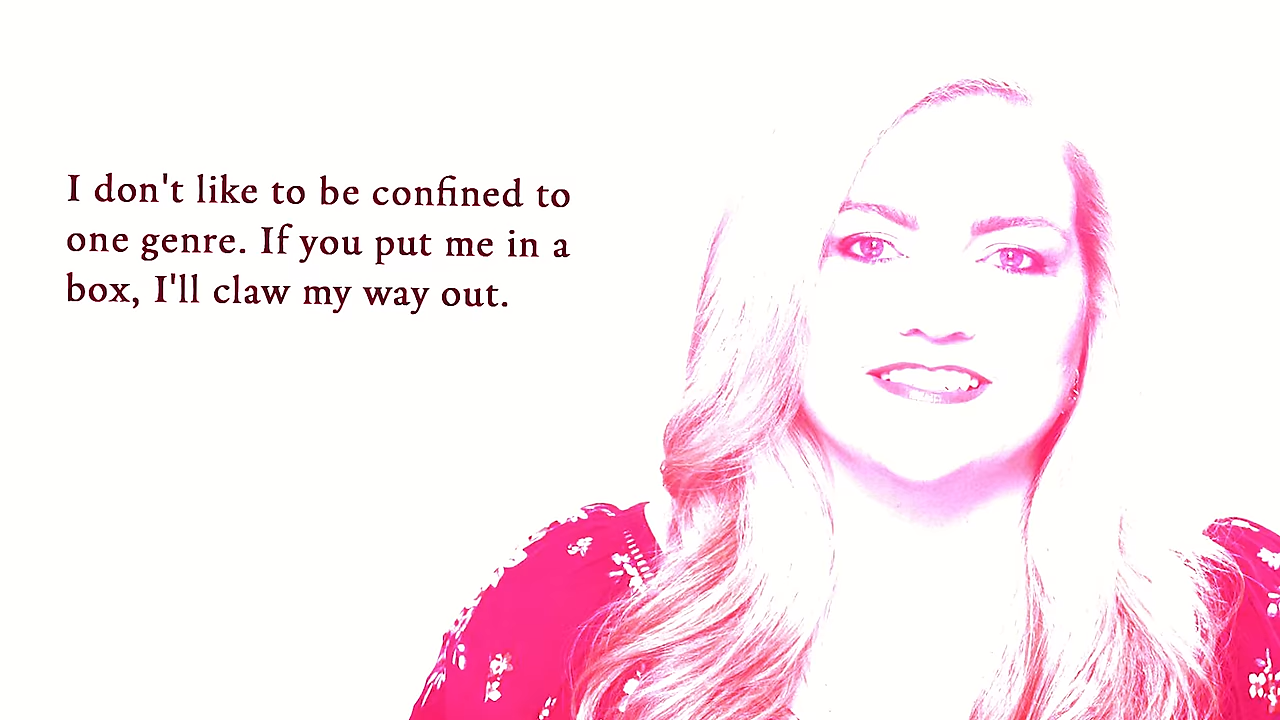 I don't like to be confined to
one genre. If you put me in a
box, I'll claw my way out.